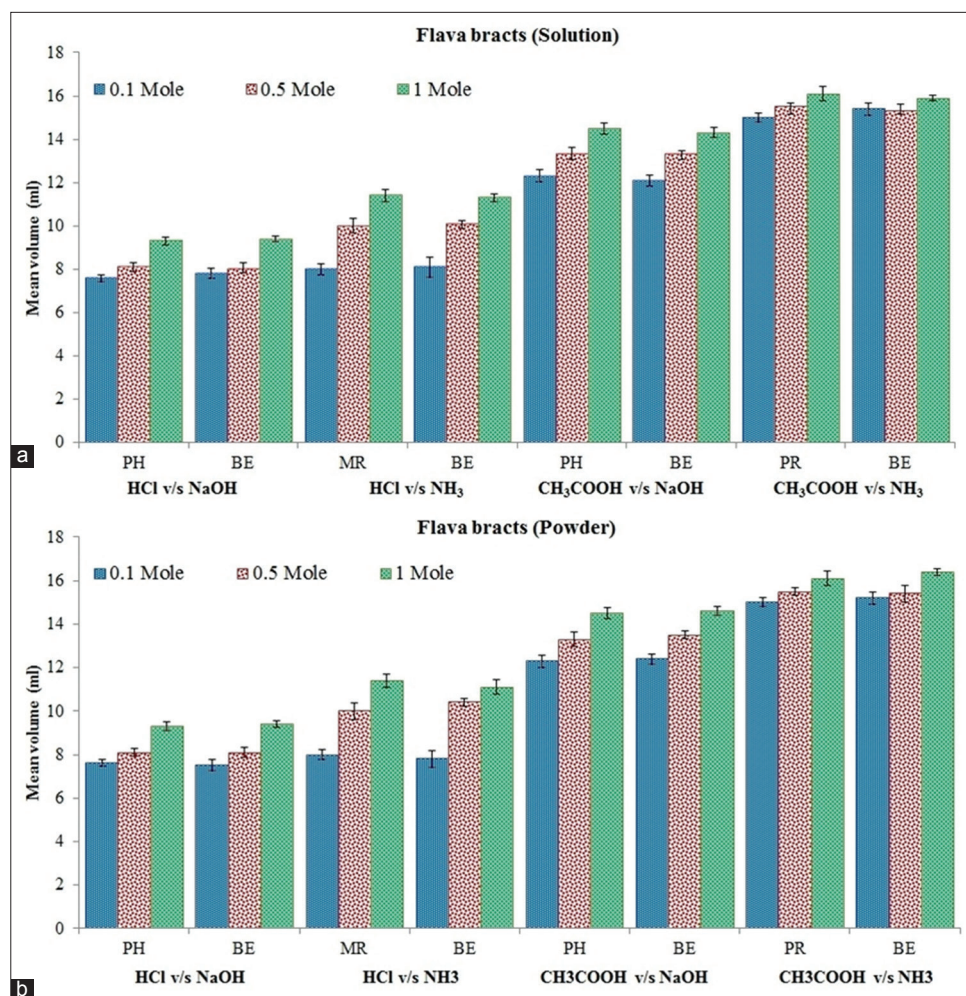 Flava bracts (Solution)
0.1 Mole 0.5 Mole 1 Mole
Mean volume (ml)
18
16
14
12
10
8
6
4
2
0
PH BE MR BE PH BE PR BE
HCl v/s NaOH HCl v/s NH₃ CH₃COOH v/s NaOH CH₃COOH v/s NH₃
a
Flava bracts (Powder)
0.1 Mole 0.5 Mole 1 Mole
Mean volume (ml)
18
16
14
12
10
8
6
4
2
0
PH BE MR BE PH BE PR BE
HCl v/s NaOH HCl v/s NH3 CH3COOH v/s NaOH CH3COOH v/s NH3
b